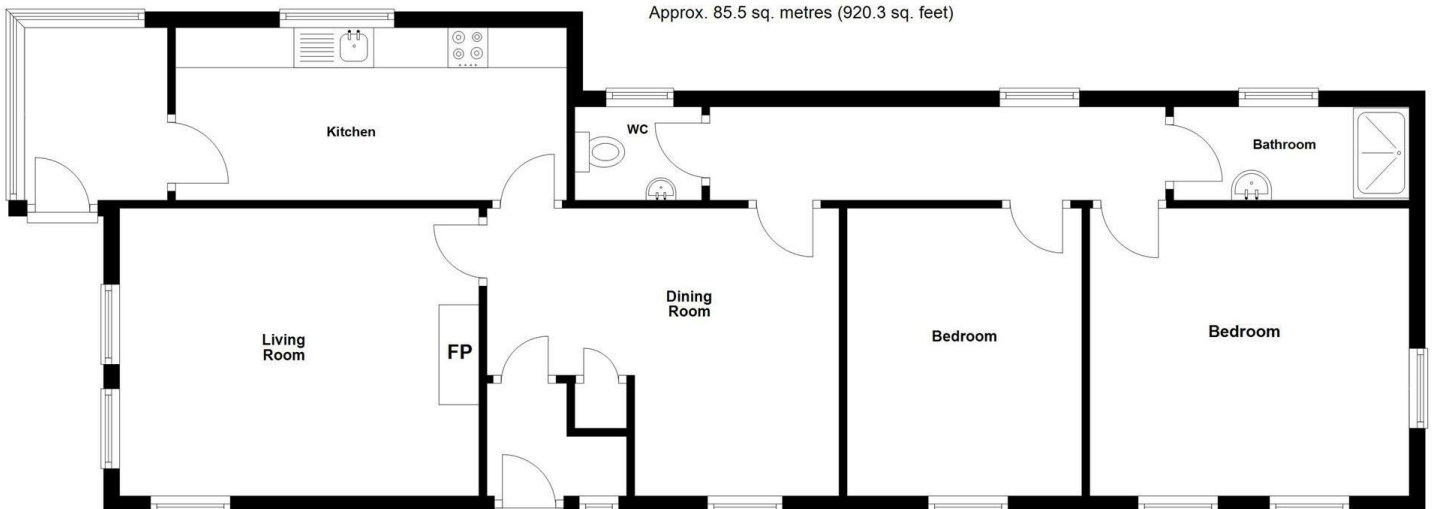 Approx. 85.5 sq. metres (920.3 sq. feet)
Kitchen
WC
Bathroom
Living
Room
FP
Dining
Room
Bedroom
Bedroom